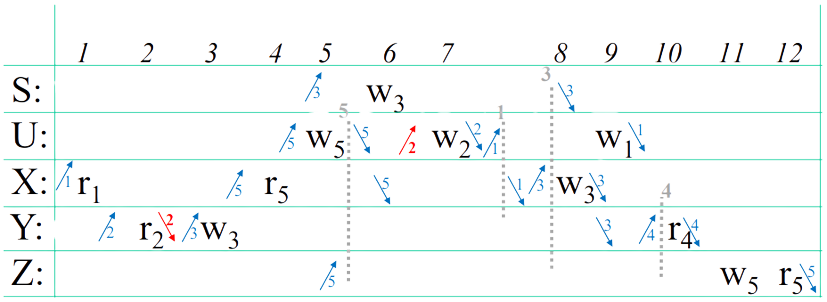 1 2 3 4 5 6 7 8 9 10 11 12
S: 3 w3 3 3
U: 5 w5 5 5 2 w2 2 1 1 w1 1
X: 1 r1 5 r5 5 1 3 w3 3 4
Y: 2 r2 2 3 w3 3 4 r4 4
Z: 5 w5 r5 5